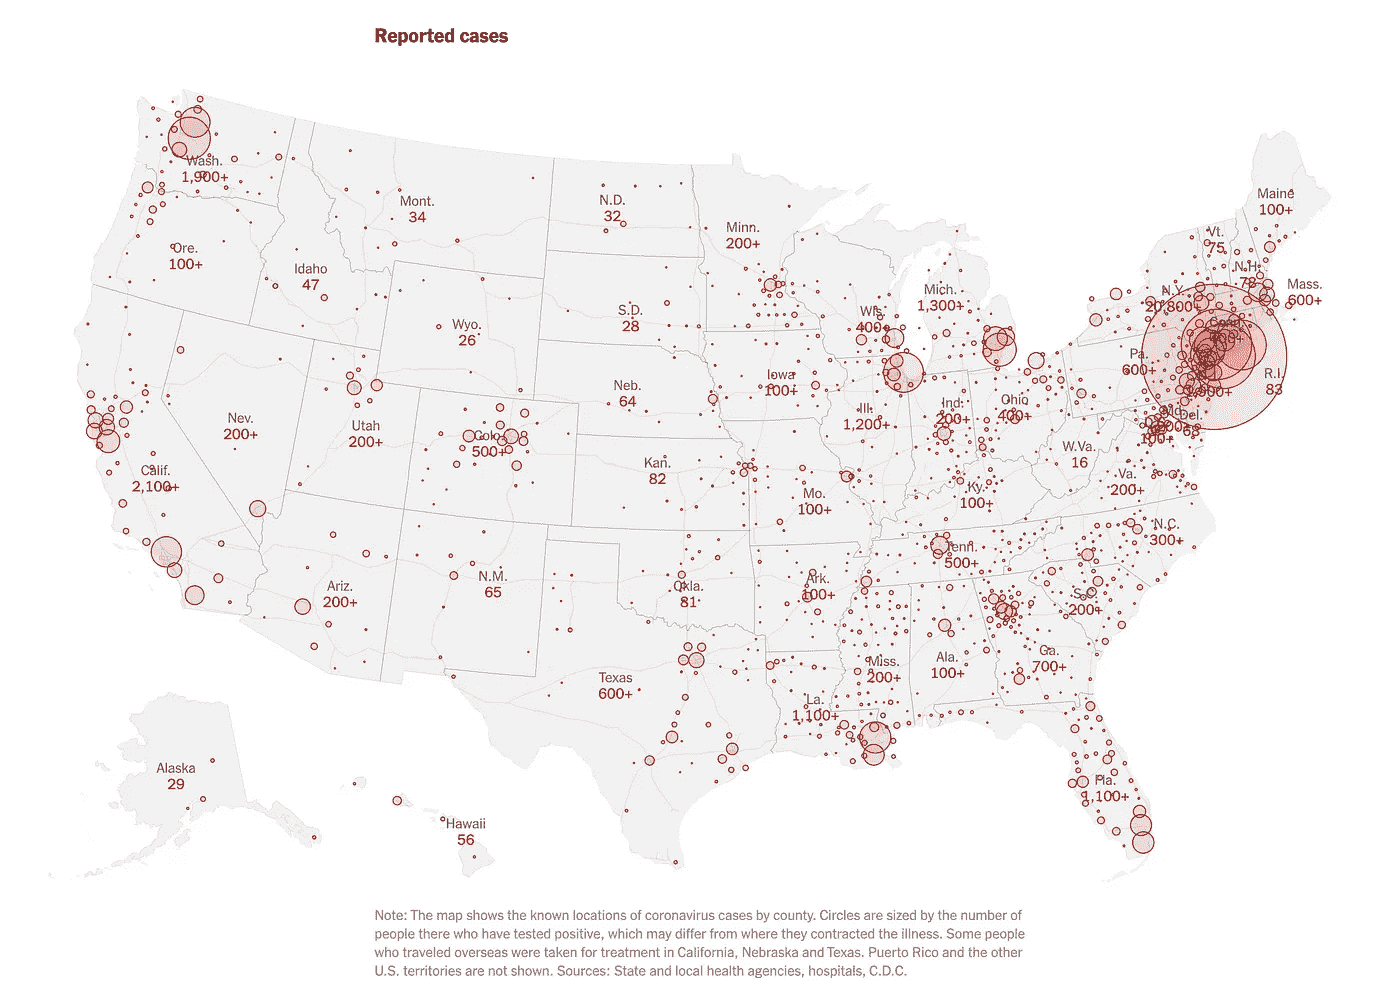 Reported cases
Wash.
1,900+
Mont.
34
N.D.
32
Minn.
200+
Maine
100+
Vt.
75
N.H.
78
Mass.
600+
Ore.
100+
Idaho
47
Wyo.
26
S.D.
28
Wis.
400+
Mich.
1,300+
N.Y.
20,800+
Conn.
Pa.
600+
R.I.
83
Neb.
64
Iowa
100+
Ill.
1,200+
Ind.
200+
Ohio
400+
Md.
Del.
68
100+
Nev.
200+
Utah
200+
Colo.
500+
Calif.
2,100+
Kan.
82
Mo.
100+
Ky.
100+
W.Va.
16
Va.
200+
N.C.
300+
Ariz.
200+
N.M.
65
Okla.
81
Ark.
100+
Tenn.
500+
S.C.
200+
Texas
600+
La.
1,100+
Miss.
200+
Ala.
100+
Ga.
700+
Fla.
1,100+
Alaska
29
Hawaii
56
Note: The map shows the known locations of coronavirus cases by county. Circles are sized by the number of
people there who have tested positive, which may differ from where they contracted the illness. Some people
who traveled overseas were taken for treatment in California, Nebraska and Texas. Puerto Rico and the other
U.S. territories are not shown. Sources: State and local health agencies, hospitals, C.D.C.